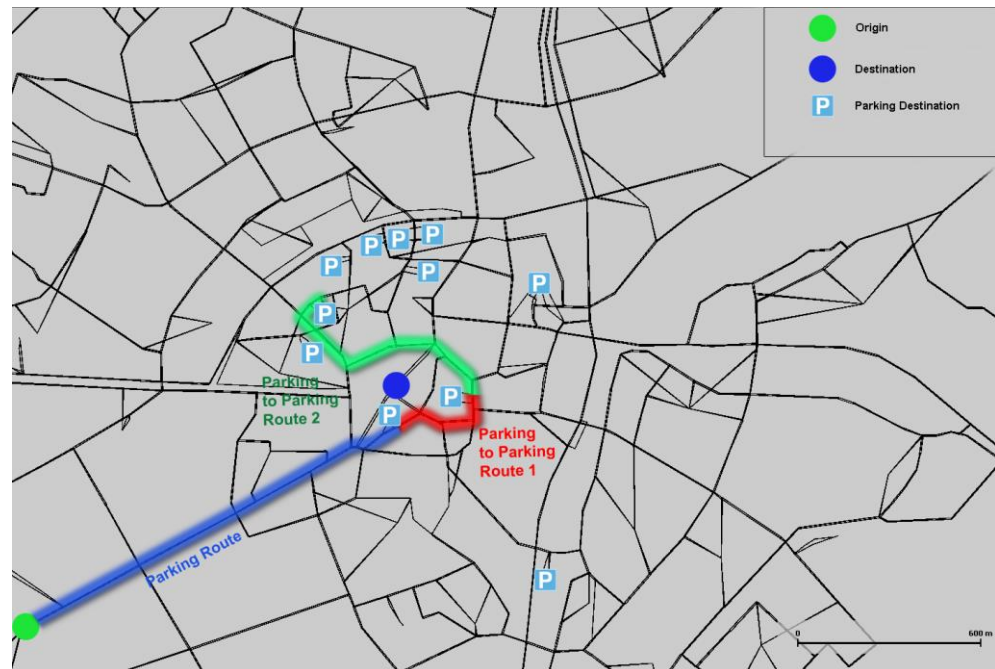 Origin
Destination
P
Parking Destination
P
P
P
P
P
P
P
P
Parking
to Parking
Route 2
P
P
Parking
to Parking
Route 1
Parking Route
P
0
600 m